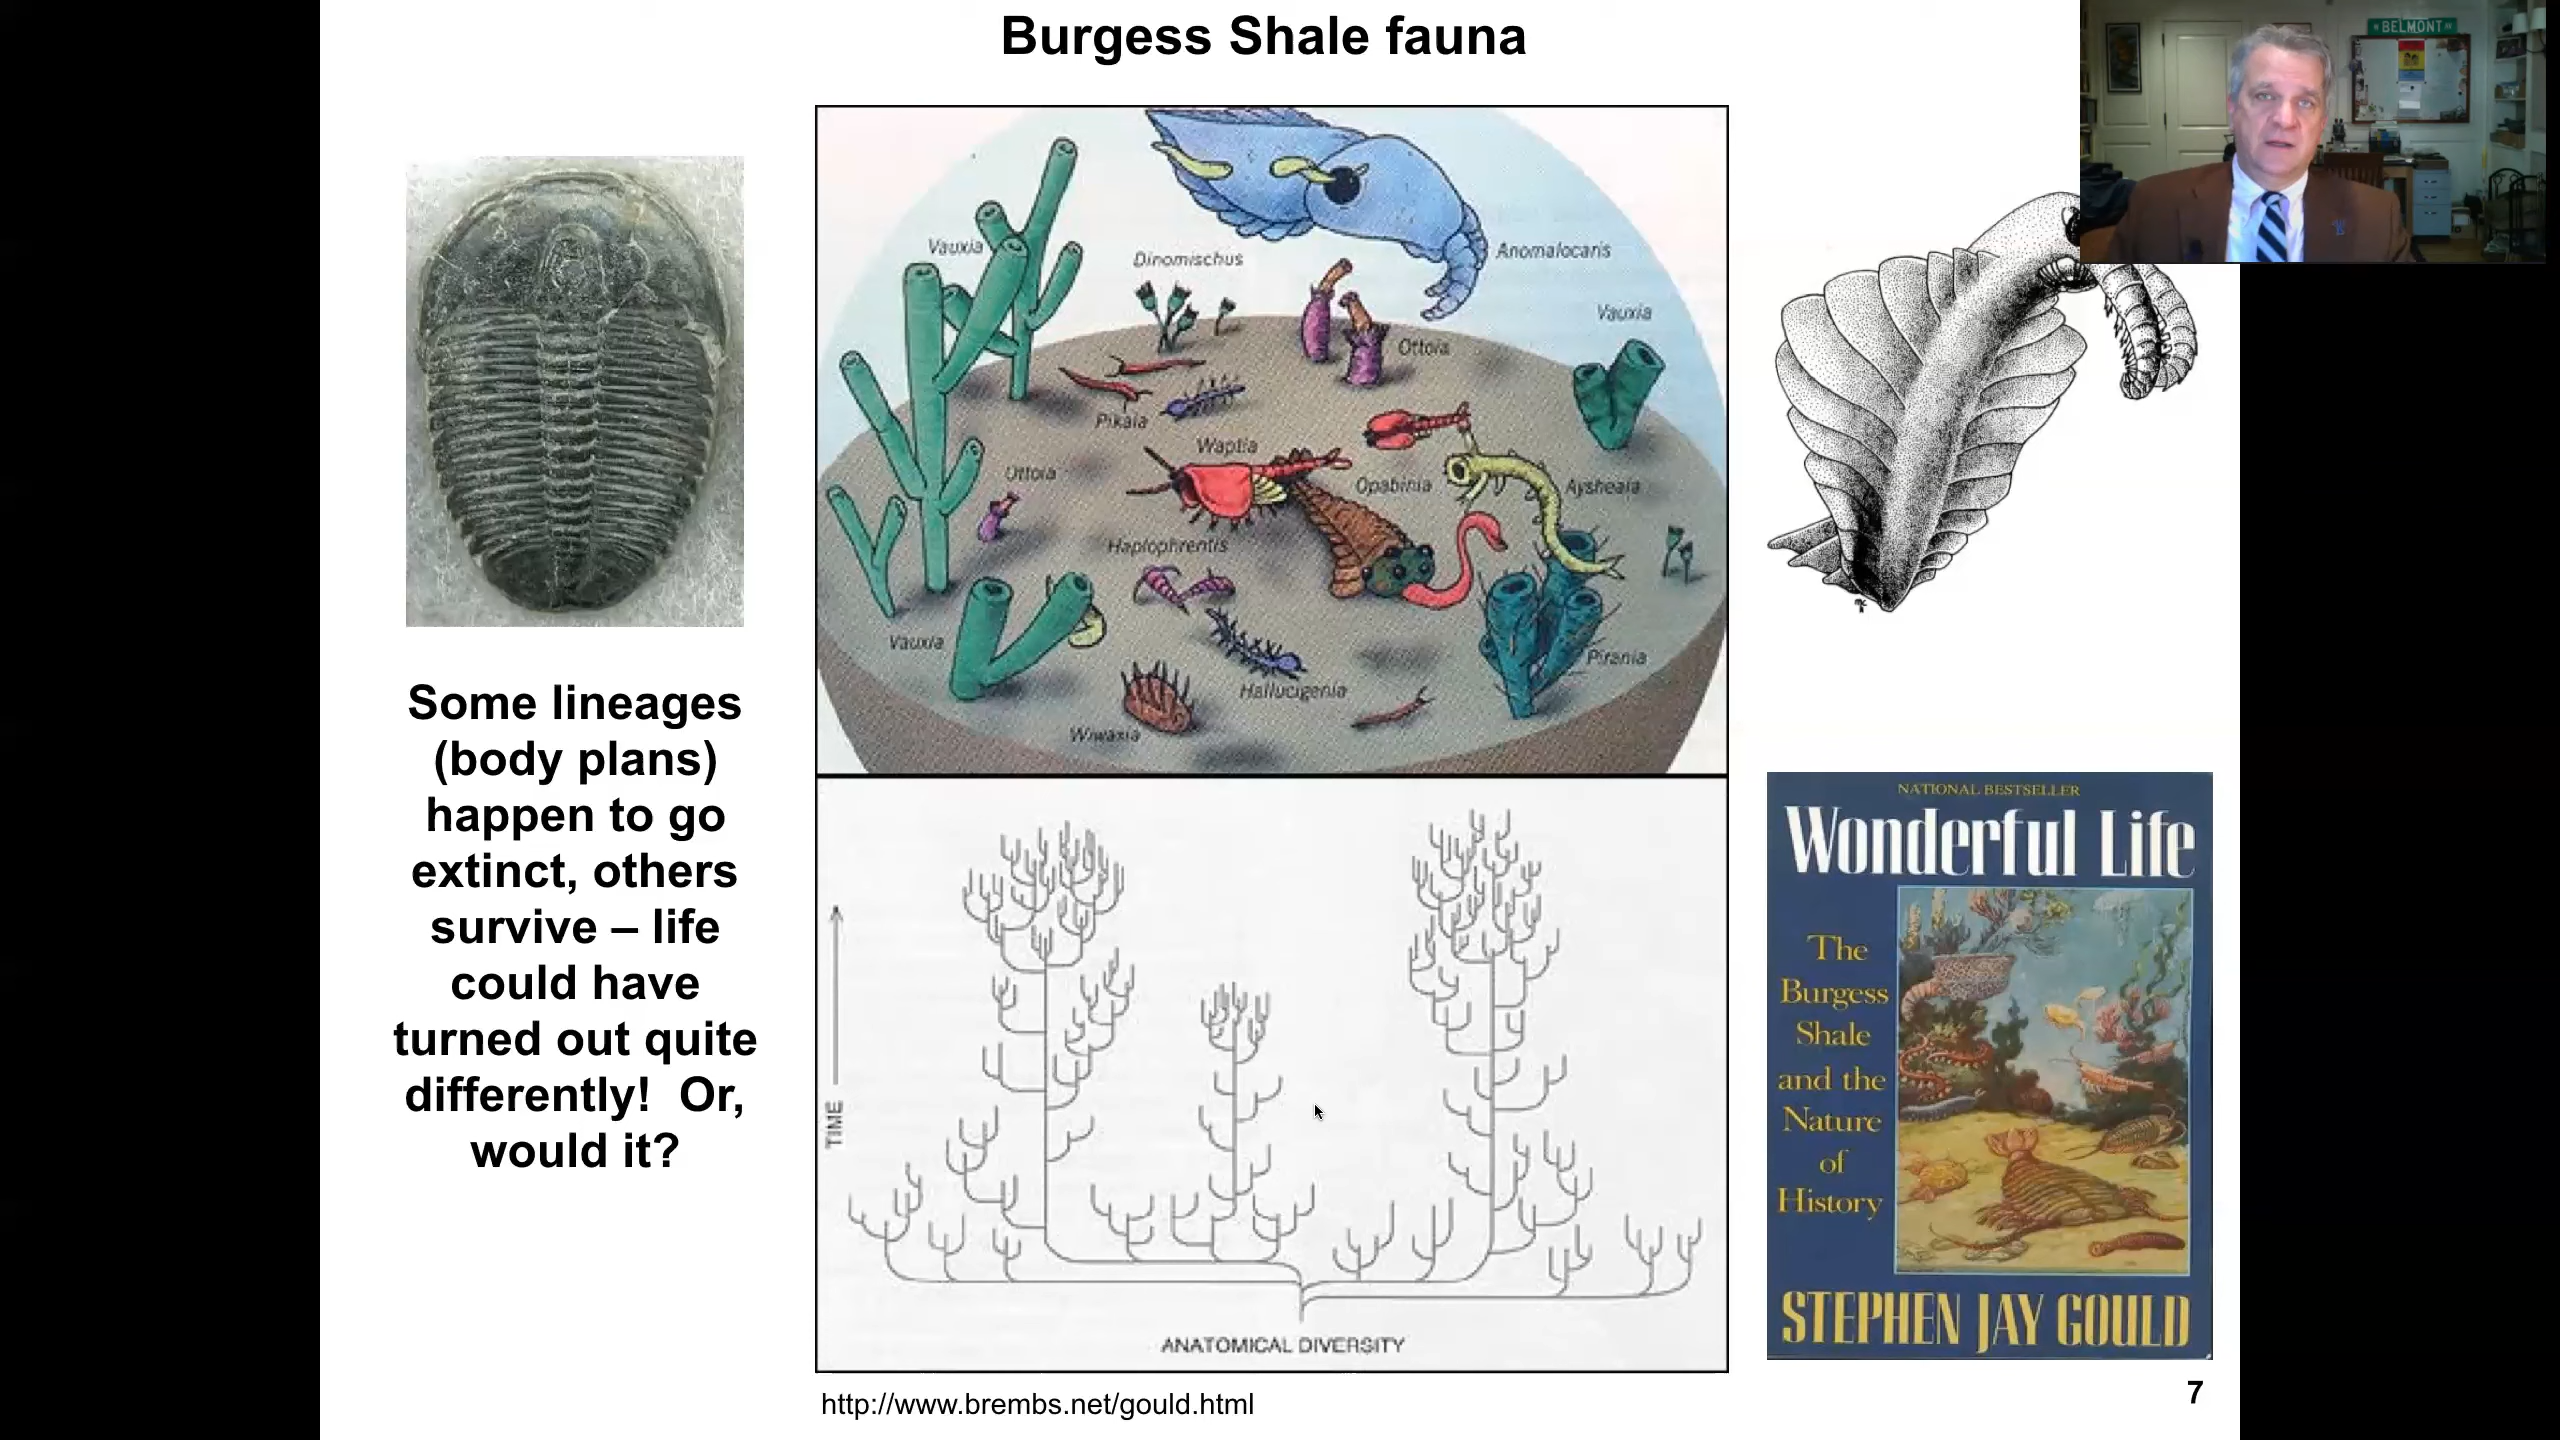 Burgess Shale fauna
BELMONT
Vauxia
Dinomischus
Anomalocaris
Vauxia
Ottoia
Pikaia
Waptia
Ottoia
Opabinia
Aysheaia
Haplophrentis
Vauxia
Pirania
Hallucigenia
Wiwaxia
Some lineages
(body plans)
happen to go
extinct, others
survive – life
could have
turned out quite
differently!  Or,
would it?
TIME
ANATOMICAL DIVERSITY
NATIONAL BESTSELLER
Wonderful Life
The
Burgess
Shale
and the
Nature
of
History
STEPHEN JAY GOULD
http://www.brembs.net/gould.html
7